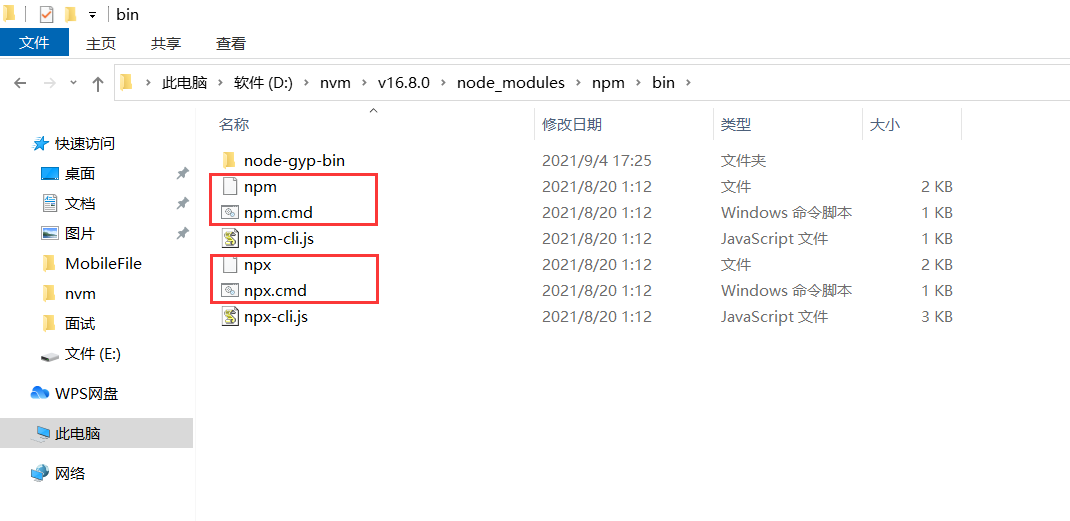 bin
文件 主页 共享 查看
此电脑 软件 (D:) nvm v16.8.0 node_modules npm bin
名称 修改日期 类型 大小
快速访问
桌面
文档
图片
MobileFile
nvm
面试
文件 (E:)
WPS网盘
此电脑
网络
node-gyp-bin 2021/9/4 17:25 文件夹
npm 2021/8/20 1:12 文件 2 KB
npm.cmd 2021/8/20 1:12 Windows 命令脚本 1 KB
npm-cli.js 2021/8/20 1:12 JavaScript 文件 1 KB
npx 2021/8/20 1:12 文件 2 KB
npx.cmd 2021/8/20 1:12 Windows 命令脚本 1 KB
npx-cli.js 2021/8/20 1:12 JavaScript 文件 3 KB